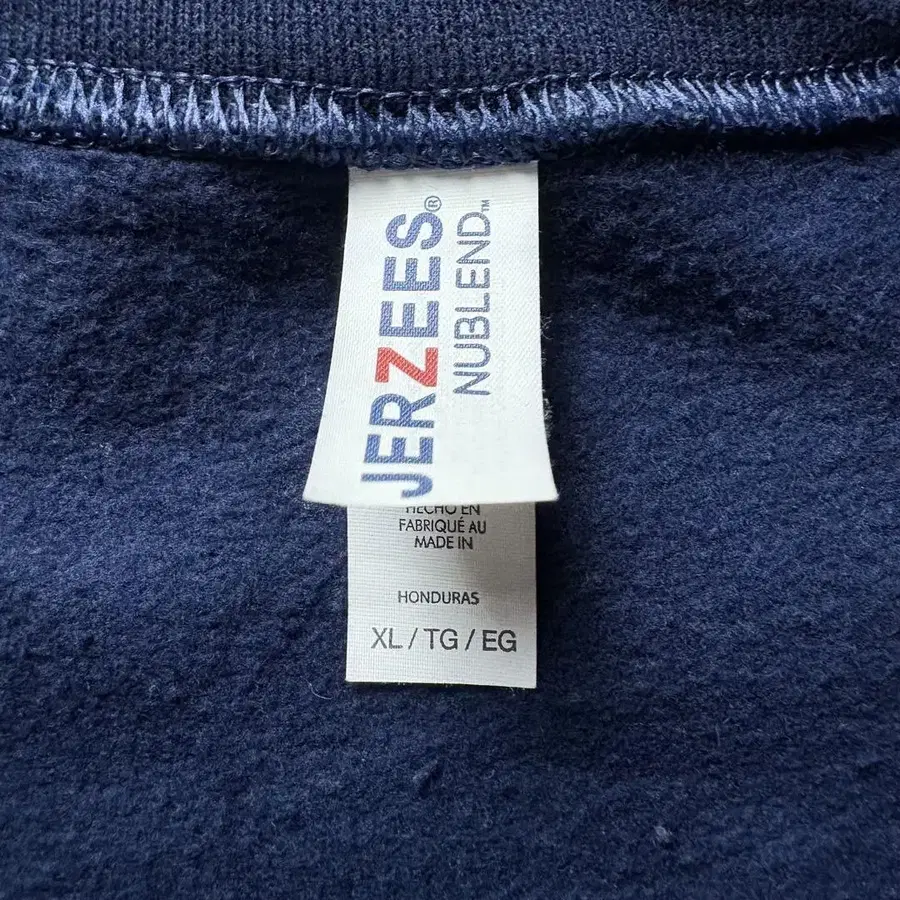 JERZEES®
NUBLEND™
HECHO EN
FABRIQUÉ AU
MADE IN
HONDURAS
XL / TG / EG